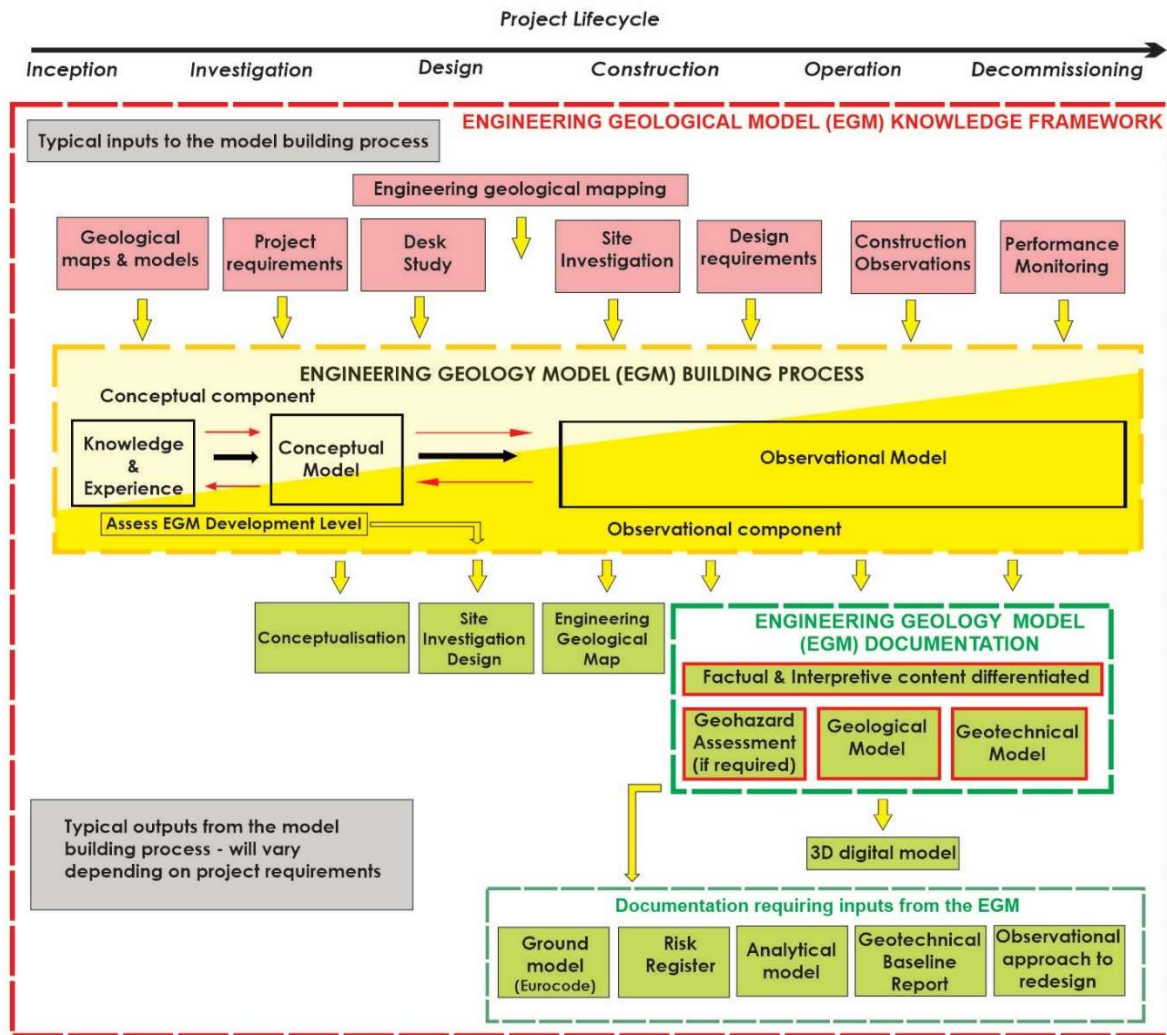 Project Lifecycle
Inception Investigation Design Construction Operation Decommissioning
ENGINEERING GEOLOGICAL MODEL (EGM) KNOWLEDGE FRAMEWORK
Typical inputs to the model building process
Engineering geological mapping
Geological
maps & models
Project
requirements
Desk
Study
Site
Investigation
Design
requirements
Construction
Observations
Performance
Monitoring
ENGINEERING GEOLOGY MODEL (EGM) BUILDING PROCESS
Conceptual component
Knowledge
&
Experience
Conceptual
Model
Observational Model
Assess EGM Development Level
Observational component
Conceptualisation
Site
Investigation
Design
Engineering
Geological
Map
ENGINEERING GEOLOGY MODEL
(EGM) DOCUMENTATION
Factual & Interpretive content differentiated
Geohazard
Assessment
(if required)
Geological
Model
Geotechnical
Model
Typical outputs from the model
building process - will vary
depending on project requirements
3D digital model
Documentation requiring inputs from the EGM
Ground
model
(Eurocode)
Risk
Register
Analytical
model
Geotechnical
Baseline
Report
Observational
approach to
redesign